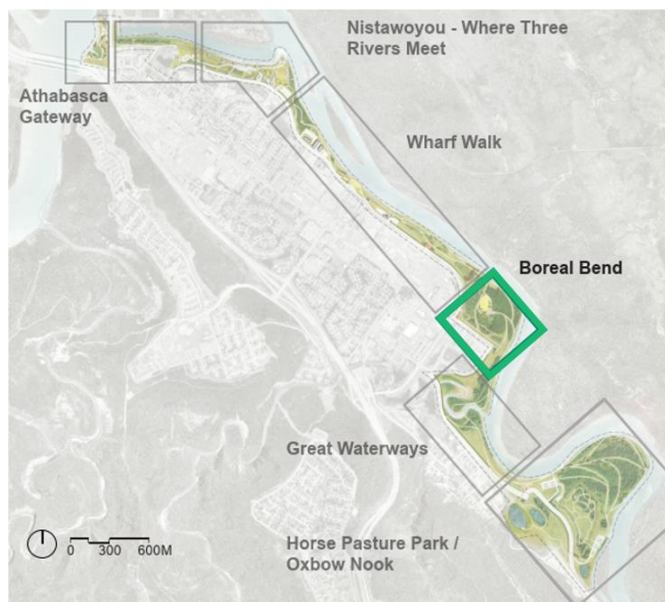 Nistawoyou - Where Three
Rivers Meet
Athabasca
Gateway
Wharf Walk
Boreal Bend
Great Waterways
Horse Pasture Park /
Oxbow Nook
0 300 600M